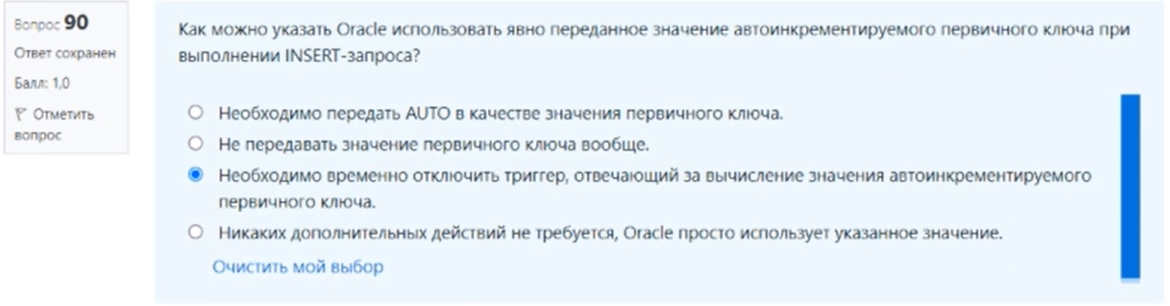 Вопрос 90
Ответ сохранен
Балл: 1,0
Отметить
вопрос
Как можно указать Oracle использовать явно переданное значение автоинкрементируемого первичного ключа при
выполнении INSERT-запроса?
Необходимо передать AUTO в качестве значения первичного ключа.
Не передавать значение первичного ключа вообще.
Необходимо временно отключить триггер, отвечающий за вычисление значения автоинкрементируемого
первичного ключа.
Никаких дополнительных действий не требуется, Oracle просто использует указанное значение.
Очистить мой выбор